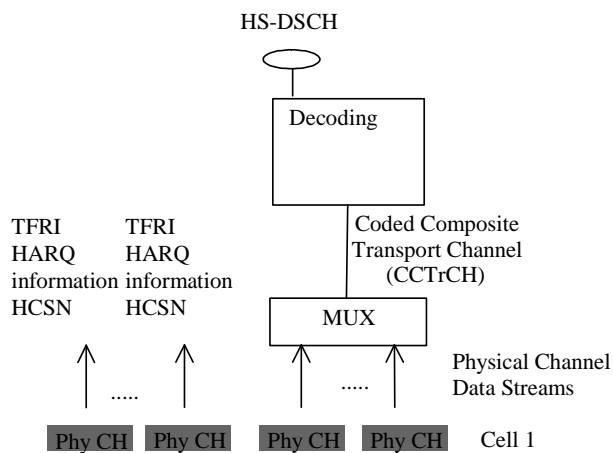 HS-DSCH
Decoding
TFRI
HARQ
information
HCSN
TFRI
HARQ
information
HCSN
Coded Composite
Transport Channel
(CCTrCH)
MUX
Physical Channel
Data Streams
.....
.....
Phy CH
Phy CH
Phy CH
Phy CH
Cell 1